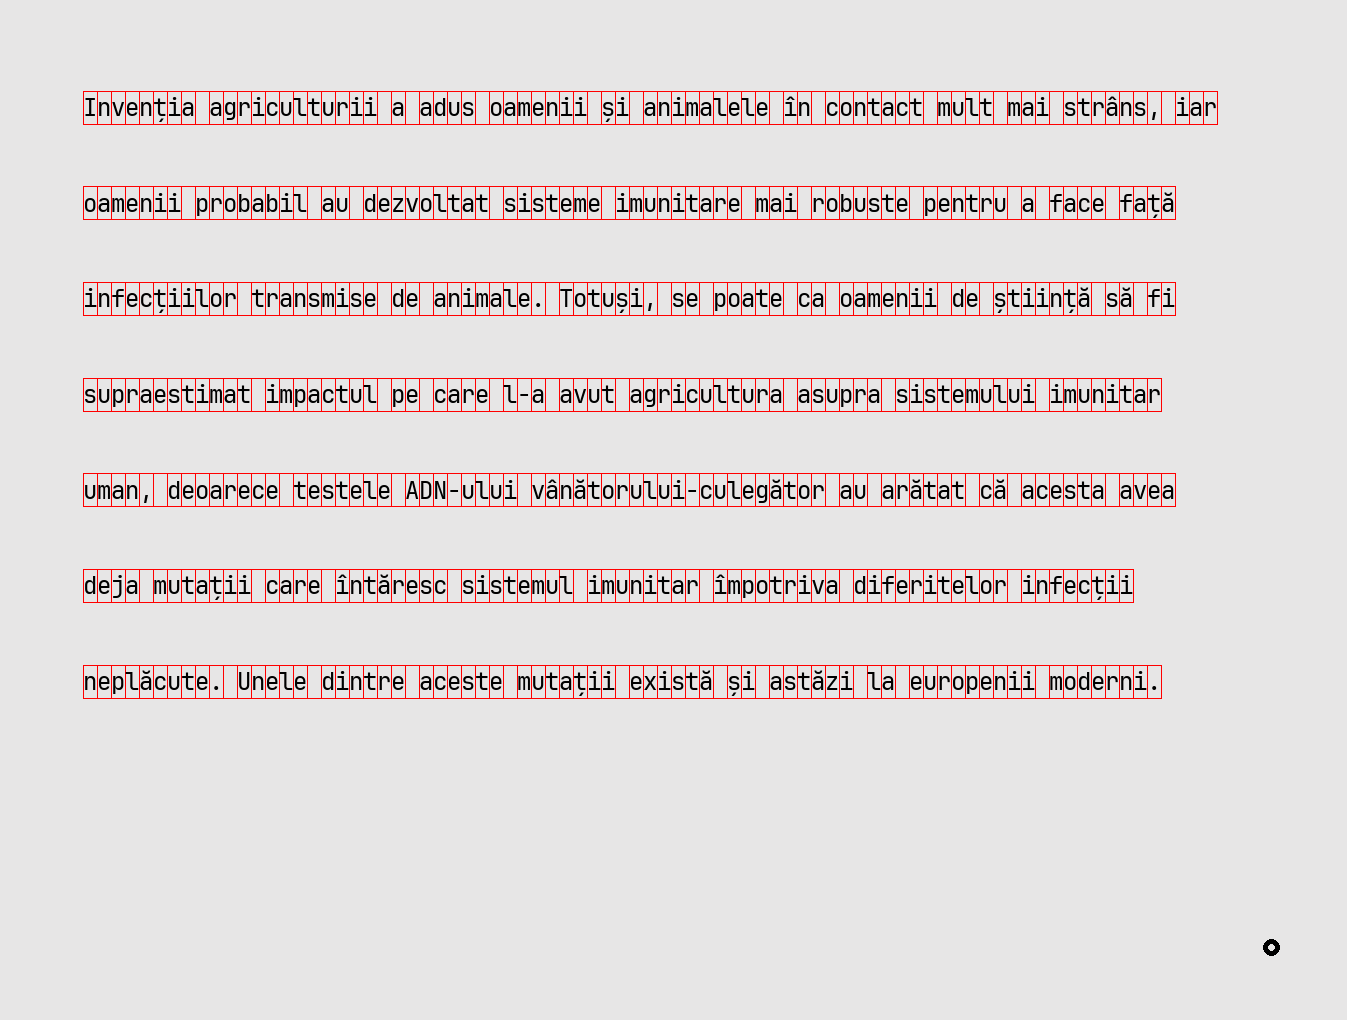 Invenția agriculturii a adus oamenii și animalele în contact mult mai strâns, iar
oamenii probabil au dezvoltat sisteme imunitare mai robuste pentru a face față
infecțiilor transmise de animale. Totuși, se poate ca oamenii de știință să fi
supraestimat impactul pe care l-a avut agricultura asupra sistemului imunitar
uman, deoarece testele ADN-ului vânătorului-culegător au arătat că acesta avea
deja mutații care întăresc sistemul imunitar împotriva diferitelor infecții
neplăcute. Unele dintre aceste mutații există și astăzi la europenii moderni.